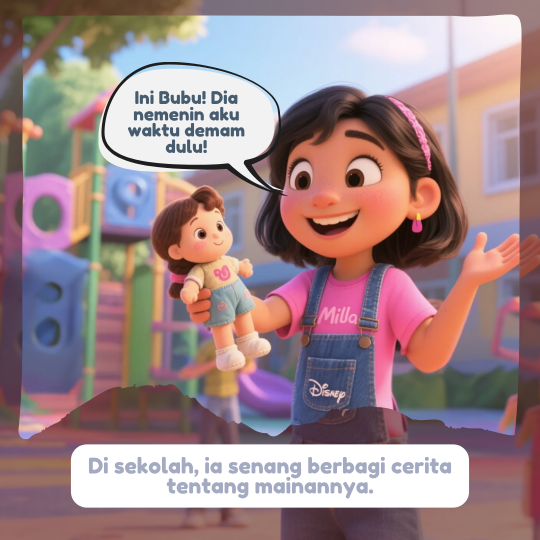 Ini Bubu! Dia
nemenin aku
waktu demam
dulu!
Milla
Disney
Di sekolah, ia senang berbagi cerita
tentang mainannya.